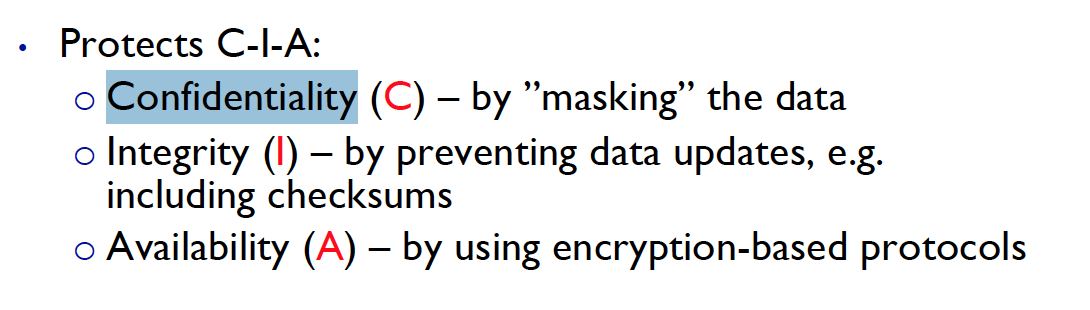 • Protects C-I-A:
o Confidentiality (C) – by ”masking” the data
o Integrity (I) – by preventing data updates, e.g.
including checksums
o Availability (A) – by using encryption-based protocols